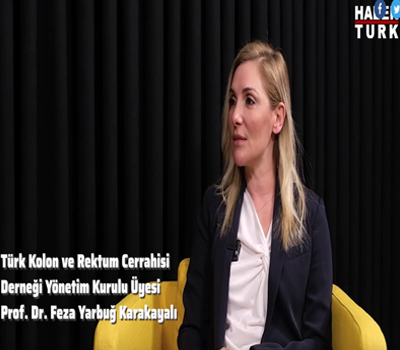 HABER
TÜRK
Türk Kolon ve Rektum Cerrahisi
Derneği Yönetim Kurulu Üyesi
Prof. Dr. Feza Yarbuğ Karakayalı